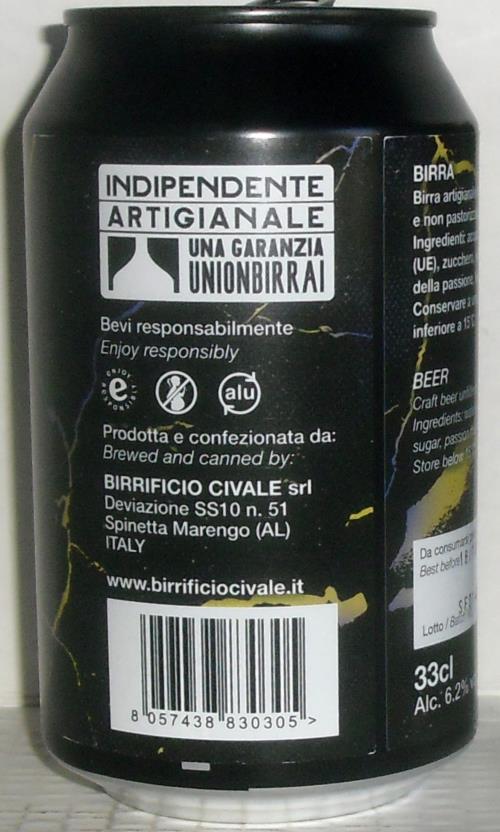 INDIPENDENTE
ARTIGIANALE
UNA GARANZIA
UNIONBIRRAI
Bevi responsabilmente
Enjoy responsibly
e
alu
Prodotta e confezionata da:
Brewed and canned by:
BIRRIFICIO CIVALE srl
Deviazione SS10 n. 51
Spinetta Marengo (AL)
ITALY
www.birrificiocivale.it
8 057438 830305 >
BIRRA
Birra artigianale
e non
Ingredienti:
(UE), zucchero,
della passione,
Conservare a
inferiore a 15°C
BEER
Craft beer
Ingredients:
sugar, passion
Store below
Da consumarsi
Best before
Lotto /
33cl
Alc. 6.2%